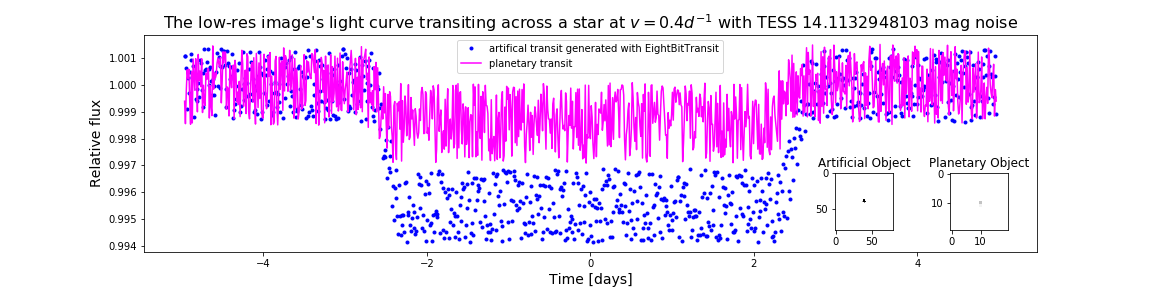 The low-res image's light curve transiting across a star at v = 0.4d⁻¹ with TESS 14.1132948103 mag noise
artifical transit generated with EightBitTransit
planetary transit
Relative flux
1.001
1.000
0.999
0.998
0.997
0.996
0.995
0.994
Artificial Object
0
50
0 50
Planetary Object
0
10
0 10
−4 −2 0 2 4
Time [days]